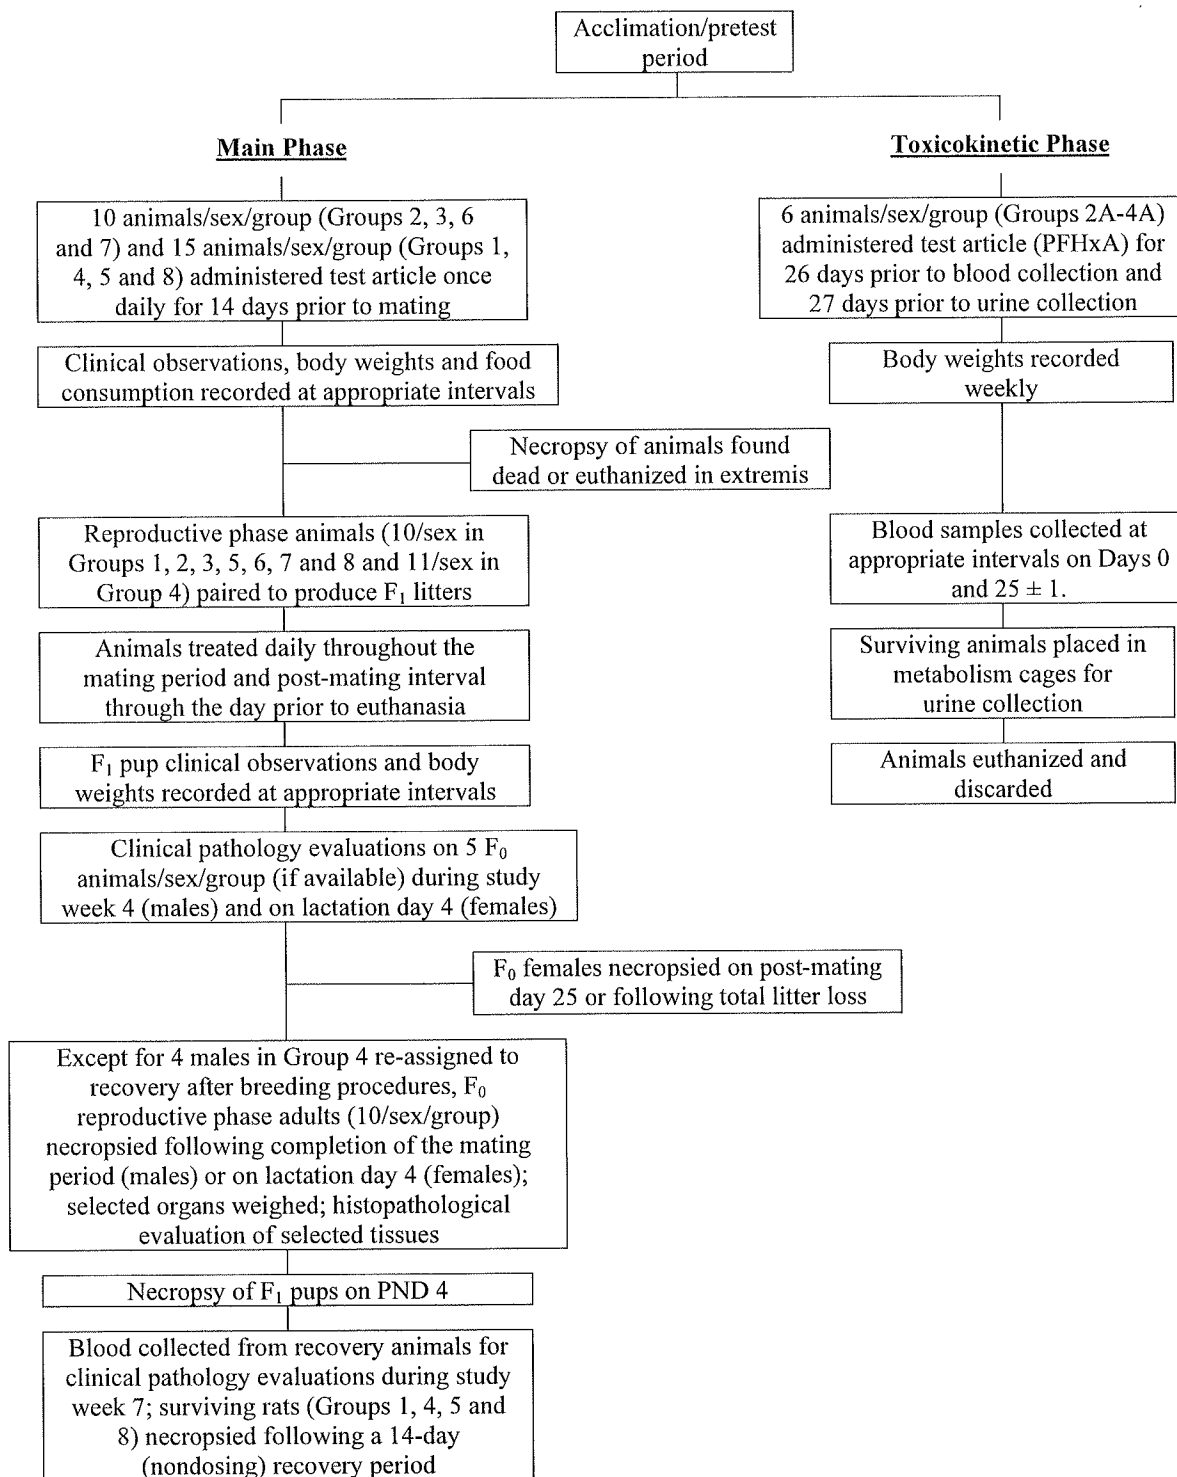 Acclimation/pretest
period
Main Phase
10 animals/sex/group (Groups 2, 3, 6
and 7) and 15 animals/sex/group (Groups 1,
4, 5 and 8) administered test article once
daily for 14 days prior to mating
Clinical observations, body weights and food
consumption recorded at appropriate intervals
Necropsy of animals found
dead or euthanized in extremis
Reproductive phase animals (10/sex in
Groups 1, 2, 3, 5, 6, 7 and 8 and 11/sex in
Group 4) paired to produce F₁ litters
Animals treated daily throughout the
mating period and post-mating interval
through the day prior to euthanasia
F₁ pup clinical observations and body
weights recorded at appropriate intervals
Clinical pathology evaluations on 5 F₀
animals/sex/group (if available) during study
week 4 (males) and on lactation day 4 (females)
F₀ females necropsied on post-mating
day 25 or following total litter loss
Except for 4 males in Group 4 re-assigned to
recovery after breeding procedures, F₀
reproductive phase adults (10/sex/group)
necropsied following completion of the mating
period (males) or on lactation day 4 (females);
selected organs weighed; histopathological
evaluation of selected tissues
Necropsy of F₁ pups on PND 4
Blood collected from recovery animals for
clinical pathology evaluations during study
week 7; surviving rats (Groups 1, 4, 5 and
8) necropsied following a 14-day
(nondosing) recovery period
Toxicokinetic Phase
6 animals/sex/group (Groups 2A-4A)
administered test article (PFHxA) for
26 days prior to blood collection and
27 days prior to urine collection
Body weights recorded
weekly
Blood samples collected at
appropriate intervals on Days 0
and 25 ± 1.
Surviving animals placed in
metabolism cages for
urine collection
Animals euthanized and
discarded